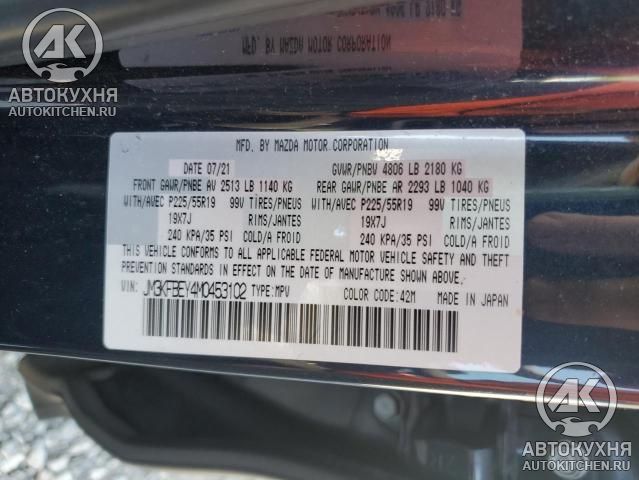 АВТОКУХНЯ
AUTOKITCHEN.RU
MFD. BY MAZDA MOTOR CORPORATION
DATE 07/21 GVWR/PNBV 4806 LB 2180 KG
FRONT GAWR/PNBE AV 2513 LB 1140 KG REAR GAWR/PNBE AR 2293 LB 1040 KG
WITH/AVEC P225/55R19 99V TIRES/PNEUS WITH/AVEC P225/55R19 99V TIRES/PNEUS
19X7J RIMS/JANTES 19X7J RIMS/JANTES
240 KPA/35 PSI COLD/A FROID 240 KPA/35 PSI COLD/A FROID
THIS VEHICLE CONFORMS TO ALL APPLICABLE FEDERAL MOTOR VEHICLE SAFETY AND THEFT
PREVENTION STANDARDS IN EFFECT ON THE DATE OF MANUFACTURE SHOWN ABOVE.
VIN: JM3KFBEY4M0453102 TYPE:MPV COLOR CODE:42M MADE IN JAPAN
АВТОКУХНЯ
AUTOKITCHEN.RU